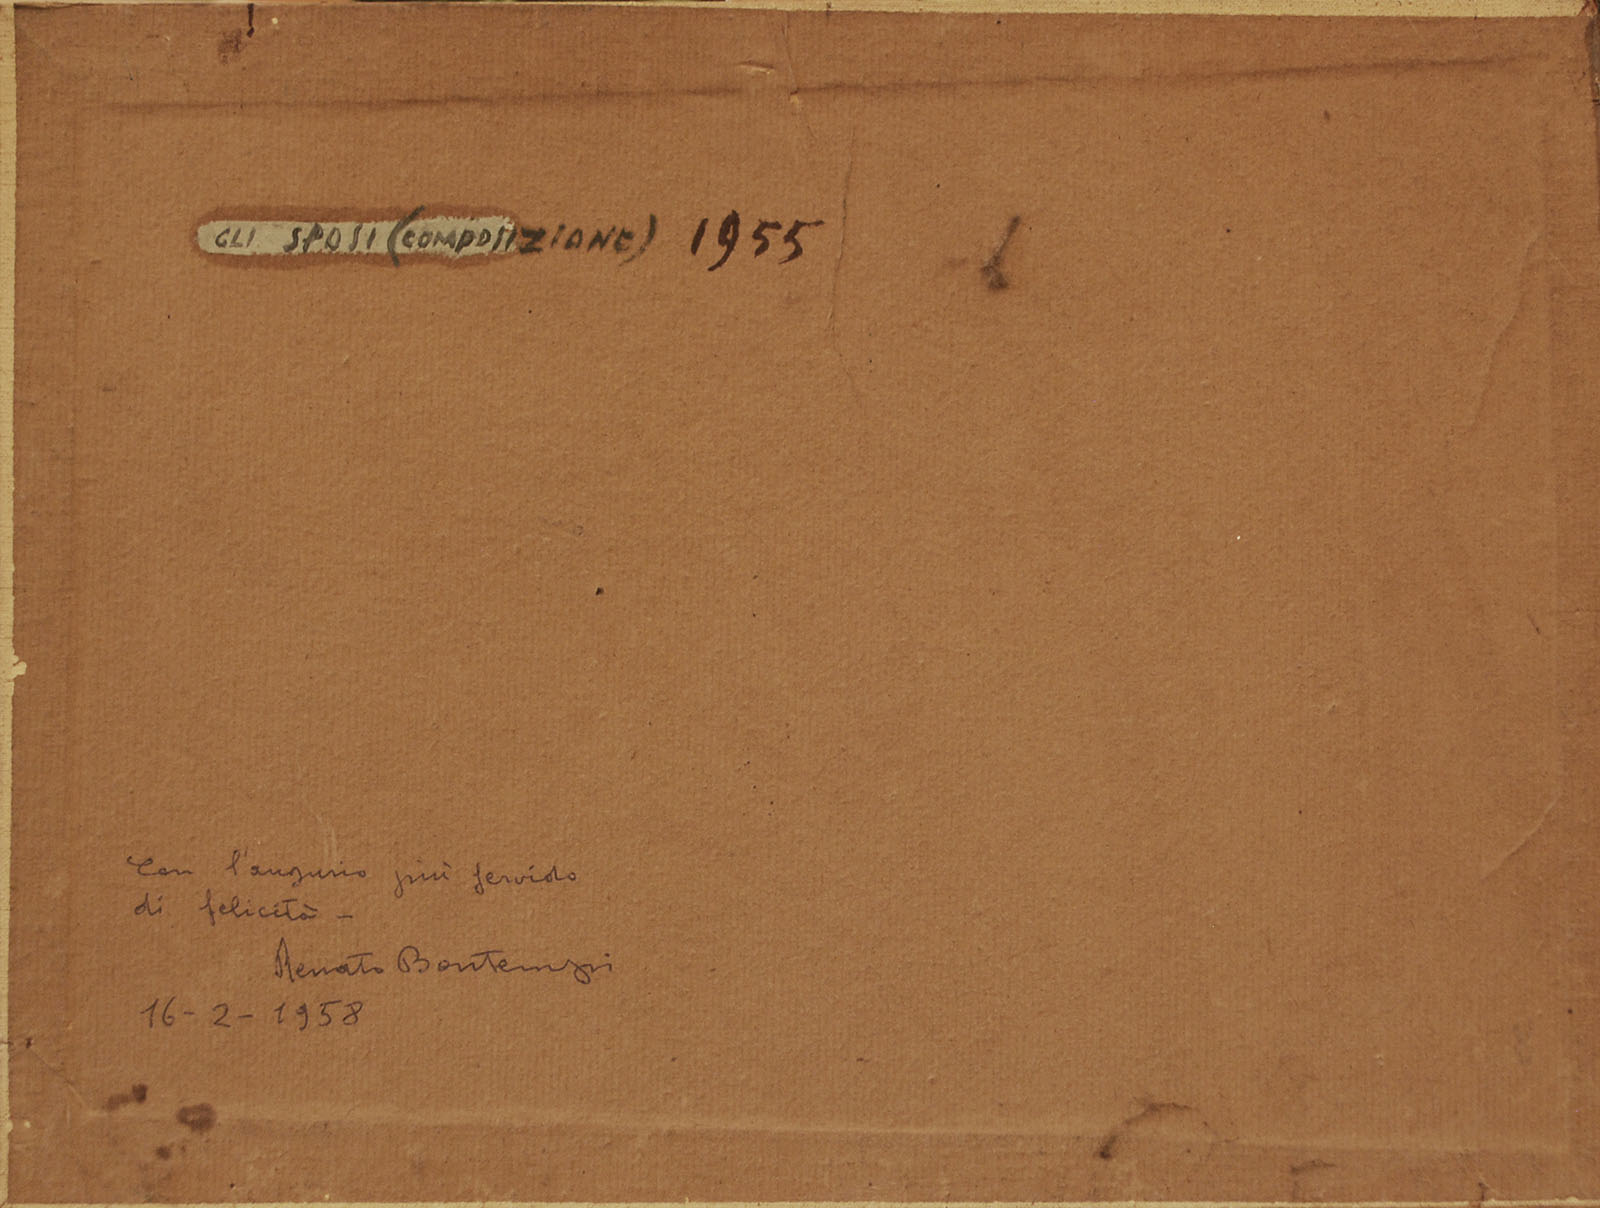 GLI SPOSI (COMPOSIZIONE) 1955
Con l'augurio più fervido
di felicità -
Renato Bontempi
16-2-1958